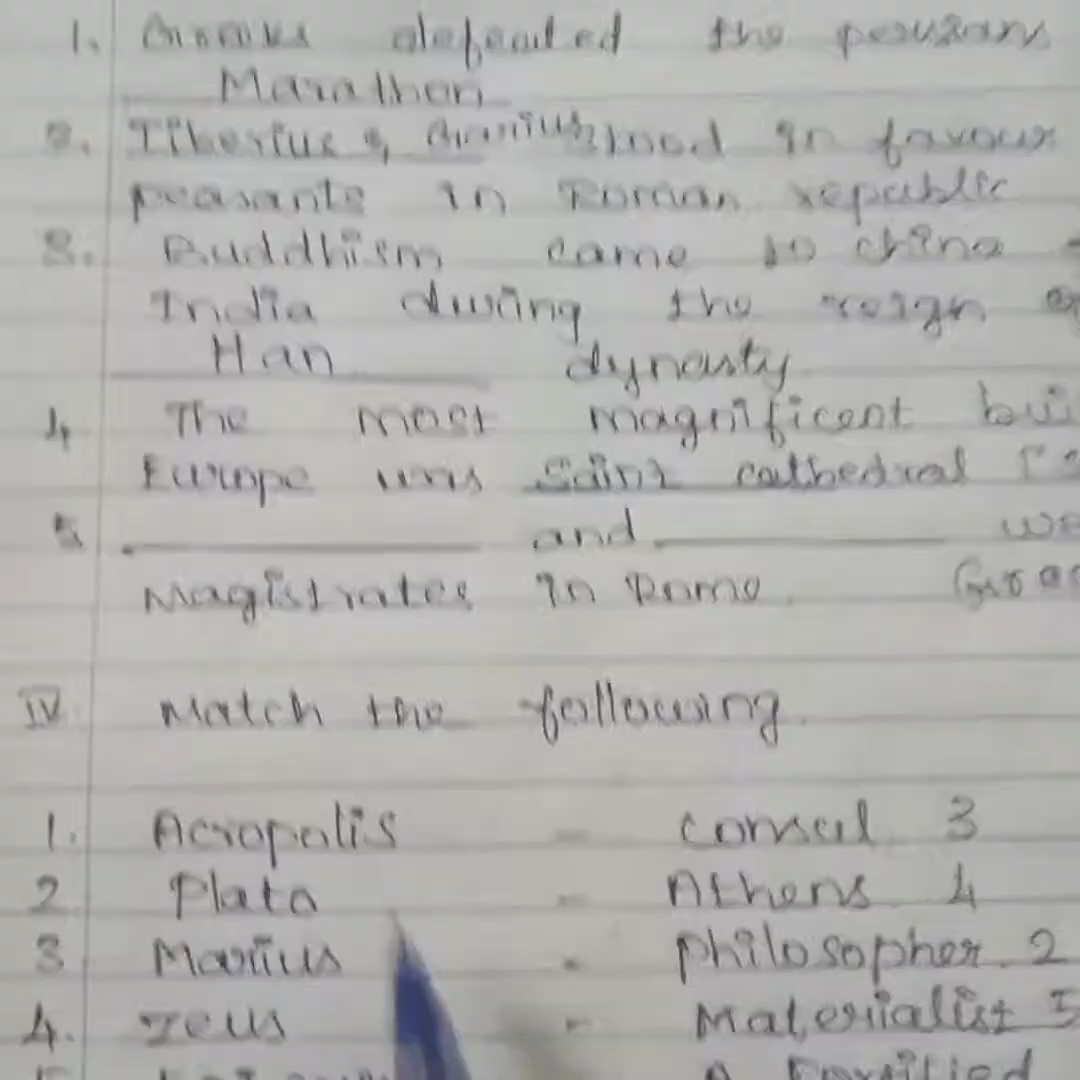 1. Greeks defeated the persians
Marathon
2. Tiberius & stood in favour
peasants in Roman republic
3. Buddhism came to china
India during the reign
Han dynasty
4 The most magnificent
Europe was Saint cathedral
5 and
Magistrates in Rome.
IV Match the following.
1. Acropolis - consul 3
2 Plato - Athens 4
3 Marius - philosopher. 2
4. Zeus - Materialist 5